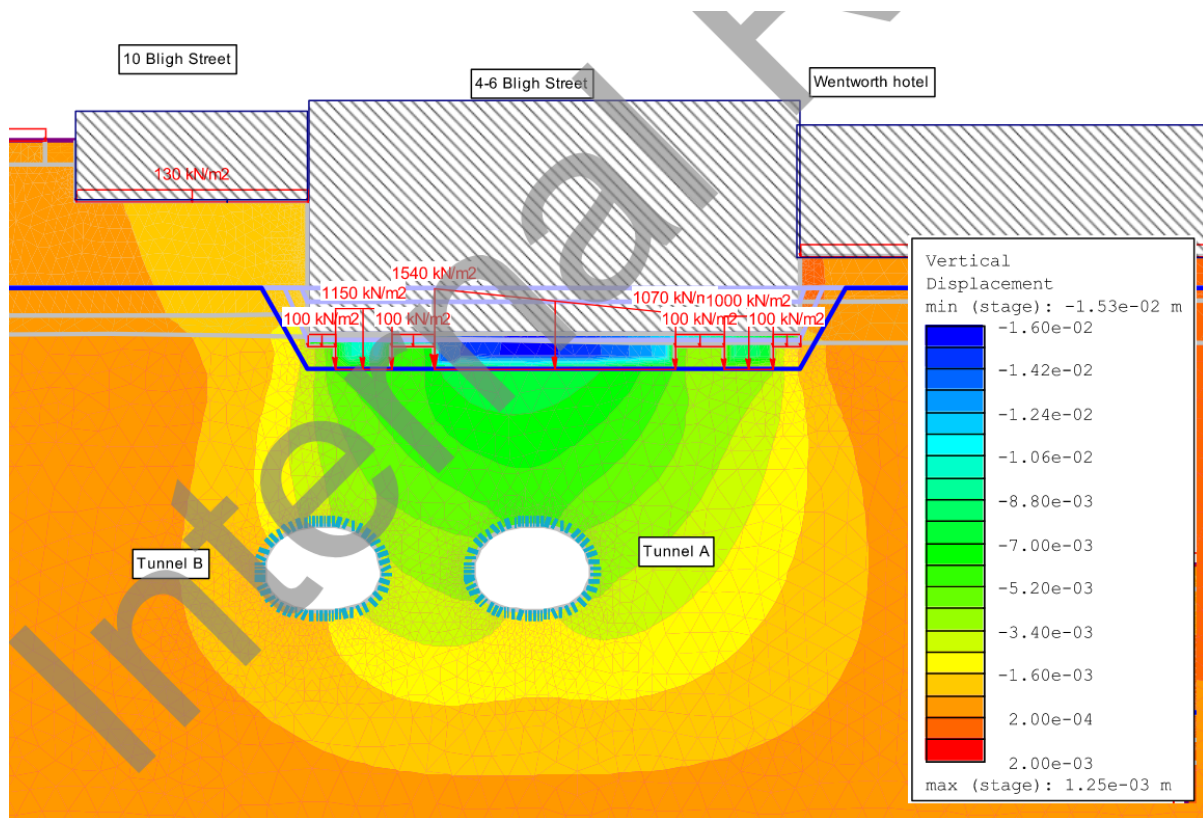 10 Bligh Street
4-6 Bligh Street
Wentworth hotel
130 kN/m2
1540 kN/m2
1150 kN/m2
1070 kN/m
1000 kN/m2
100 kN/m2
100 kN/m2
100 kN/m2
100 kN/m2
Tunnel B
Tunnel A
Vertical
Displacement
min (stage): -1.53e-02 m
-1.60e-02
-1.42e-02
-1.24e-02
-1.06e-02
-8.80e-03
-7.00e-03
-5.20e-03
-3.40e-03
-1.60e-03
2.00e-04
2.00e-03
max (stage): 1.25e-03 m
Internal